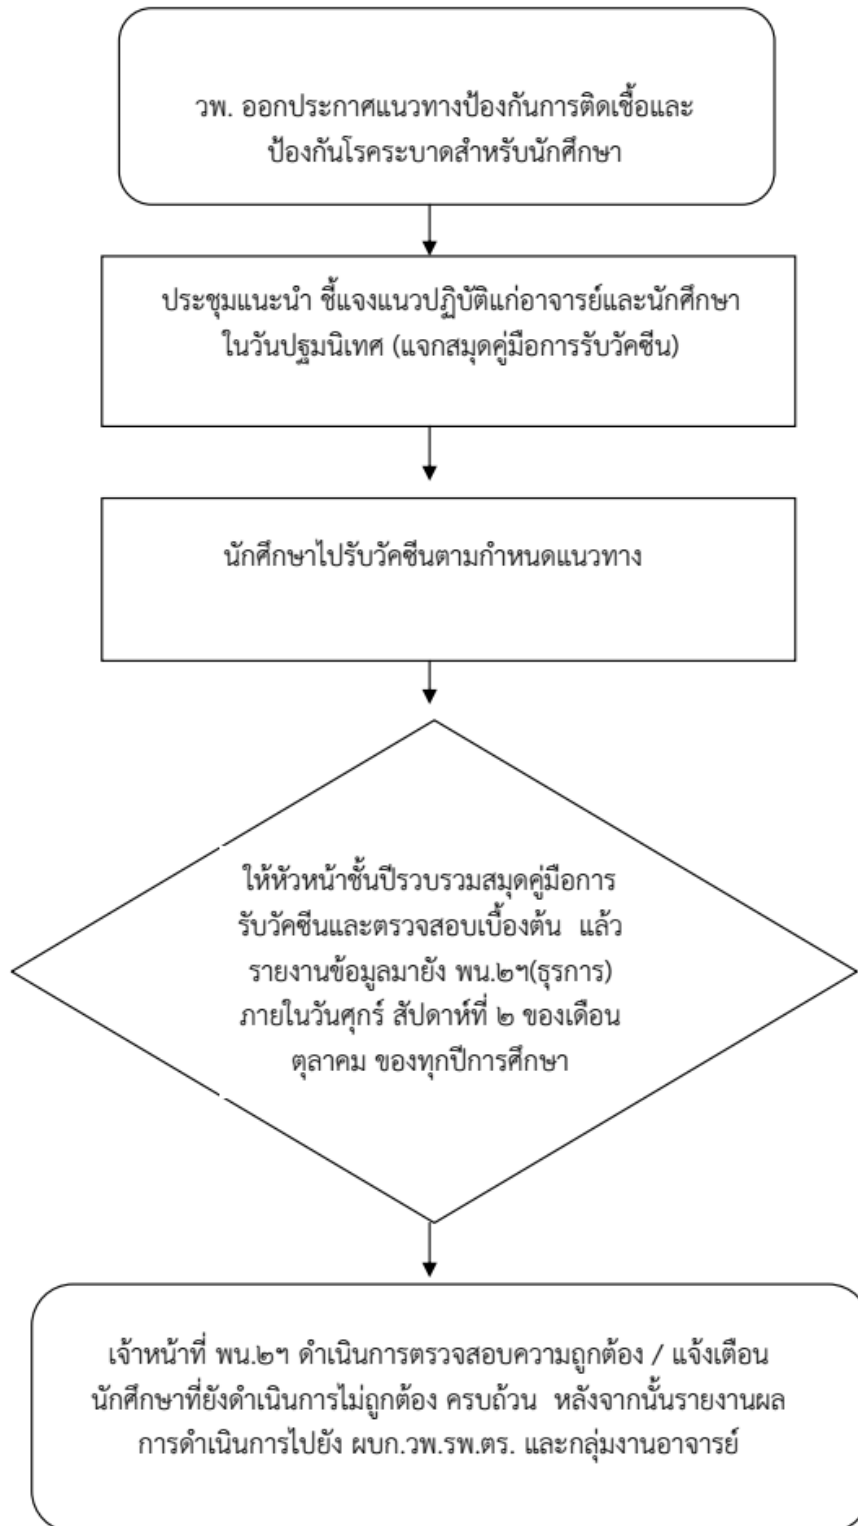 วพ. ออกประกาศแนวทางป้องกันการติดเชื้อและ
ป้องกันโรคระบาดสำหรับนักศึกษา
ประชุมแนะนำ ชี้แจงแนวปฏิบัติแก่อาจารย์และนักศึกษา
ในวันปฐมนิเทศ (แจกสมุดคู่มือการรับวัคซีน)
นักศึกษาไปรับวัคซีนตามกำหนดแนวทาง
ให้หัวหน้าชั้นปีรวบรวมสมุดคู่มือการ
รับวัคซีนและตรวจสอบเบื้องต้น แล้ว
รายงานข้อมูลมายัง พน.๒ฯ(ธุรการ)
ภายในวันศุกร์ สัปดาห์ที่ ๒ ของเดือน
ตุลาคม ของทุกปีการศึกษา
เจ้าหน้าที่ พน.๒ฯ ดำเนินการตรวจสอบความถูกต้อง / แจ้งเตือน
นักศึกษาที่ยังดำเนินการไม่ถูกต้อง ครบถ้วน หลังจากนั้นรายงานผล
การดำเนินการไปยัง ผบก.วพ.รพ.ตร. และกลุ่มงานอาจารย์